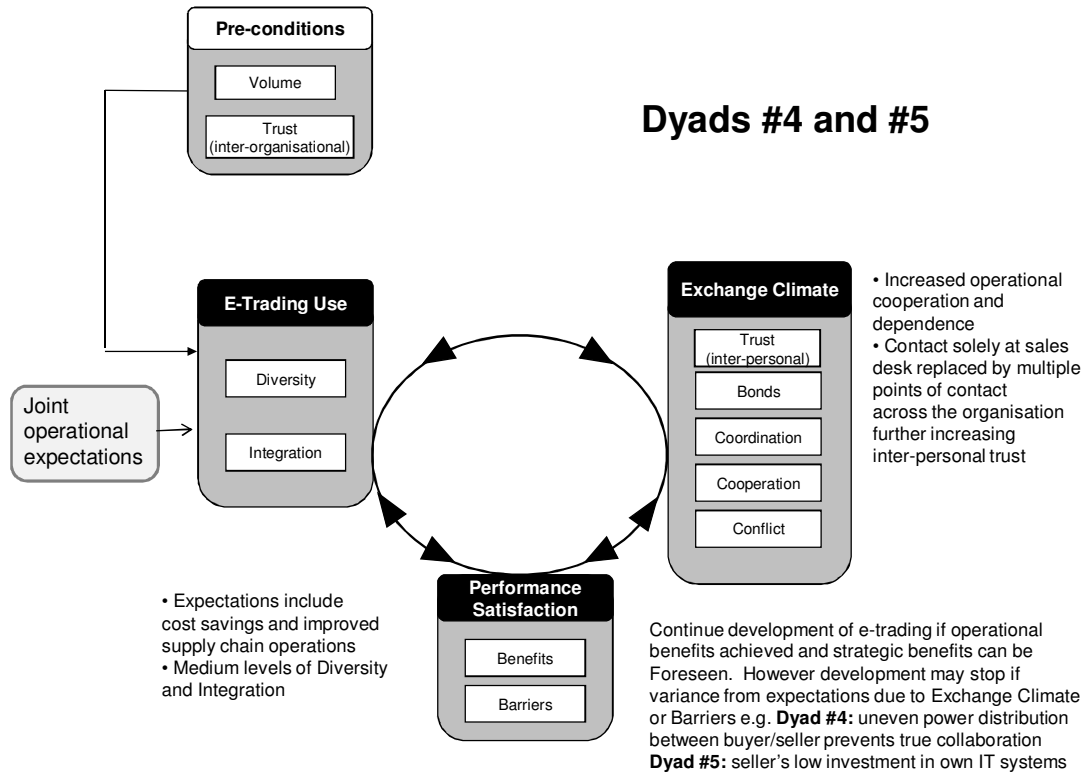 Pre-conditions
Volume
Trust
(inter-organisational)
Dyads #4 and #5
E-Trading Use
Diversity
Integration
Joint
operational
expectations
Exchange Climate
Trust
(inter-personal)
Bonds
Coordination
Cooperation
Conflict
• Increased operational
cooperation and
dependence
• Contact solely at sales
desk replaced by multiple
points of contact
across the organisation
further increasing
inter-personal trust
Performance
Satisfaction
Benefits
Barriers
• Expectations include
cost savings and improved
supply chain operations
• Medium levels of Diversity
and Integration
Continue development of e-trading if operational
benefits achieved and strategic benefits can be
Foreseen. However development may stop if
variance from expectations due to Exchange Climate
or Barriers e.g. Dyad #4: uneven power distribution
between buyer/seller prevents true collaboration
Dyad #5: seller's low investment in own IT systems